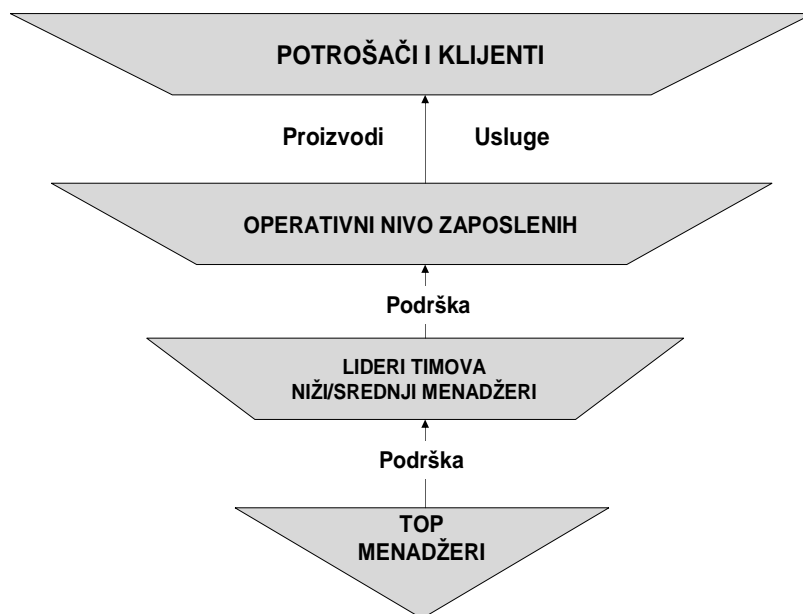 POTROŠAČI I KLIJENTI
Proizvodi Usluge
OPERATIVNI NIVO ZAPOSLENIH
Podrška
LIDERI TIMOVA
NIŽI/SREDNJI MENADŽERI
Podrška
TOP
MENADŽERI